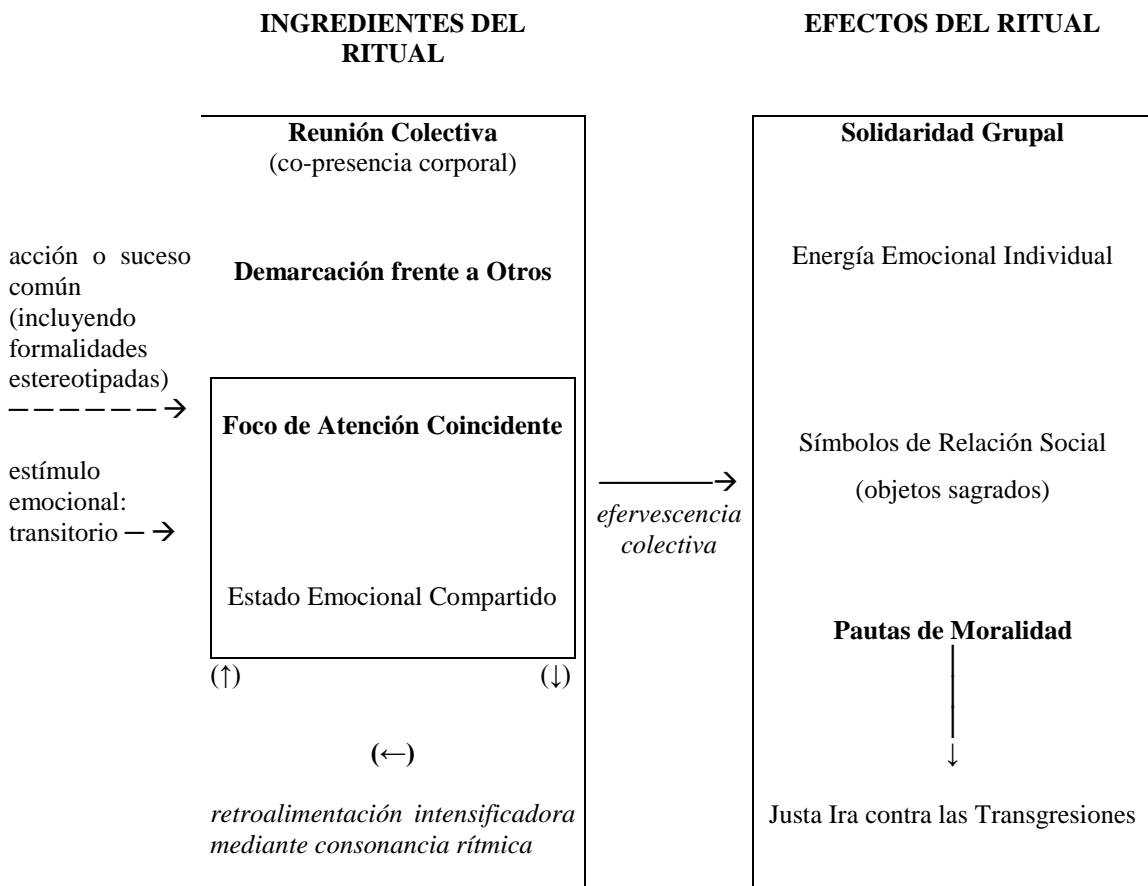 INGREDIENTES DEL
RITUAL
EFECTOS DEL RITUAL
acción o suceso
común
(incluyendo
formalidades
estereotipadas)
— — — — — — →
estímulo
emocional:
transitorio — →
Reunión Colectiva
(co-presencia corporal)
Demarcación frente a Otros
Foco de Atención Coincidente
Estado Emocional Compartido
(↑) (↓)
(←)
retroalimentación intensificadora
mediante consonancia rítmica
efervescencia
colectiva
Solidaridad Grupal
Energía Emocional Individual
Símbolos de Relación Social
(objetos sagrados)
Pautas de Moralidad
↓
Justa Ira contra las Transgresiones